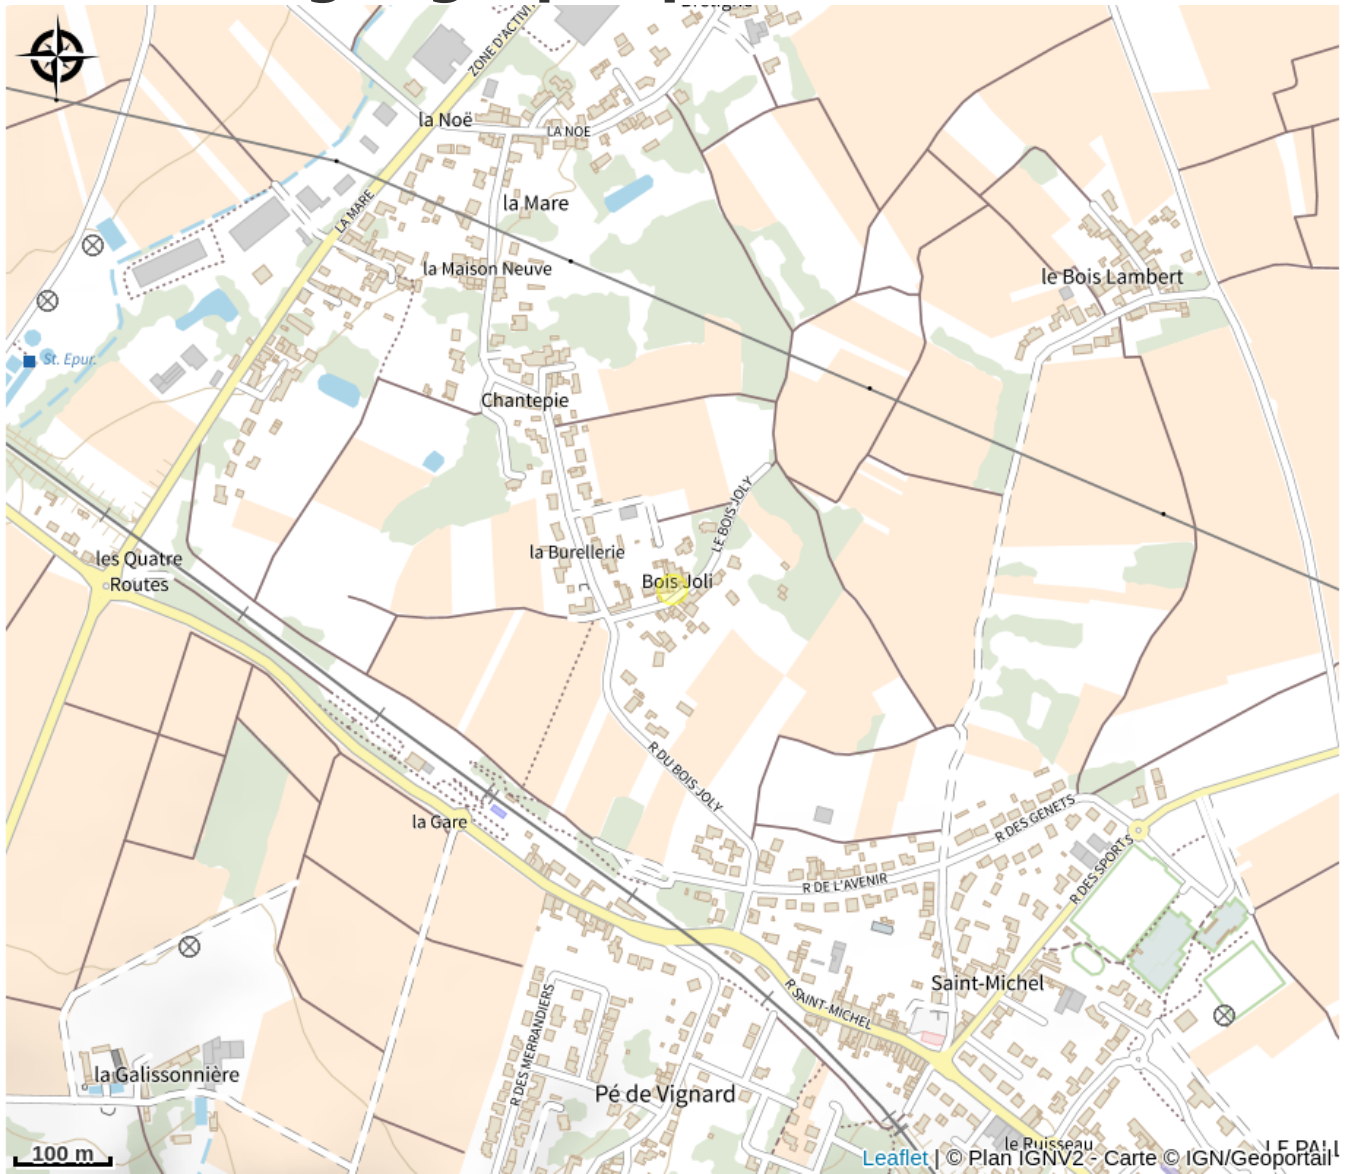 ZONE D'ACTIVI
la Noë
LA NOE
la Mare
LA MARE
la Maison Neuve
le Bois Lambert
St. Epur.
Chantepie
LE BOIS JOLY
la Burellerie
les Quatre
Routes
Bois Joli
R DU BOIS JOLY
la Gare
R DES GENETS
R DE L'AVENIR
R DES SPORTS
Saint-Michel
R SAINT-MICHEL
R DES MERRANDIERS
la Galissonnière
Pé de Vignard
le Ruisseau
LE PALL
100 m
Leaflet | © Plan IGNV2 - Carte © IGN/Geoportail